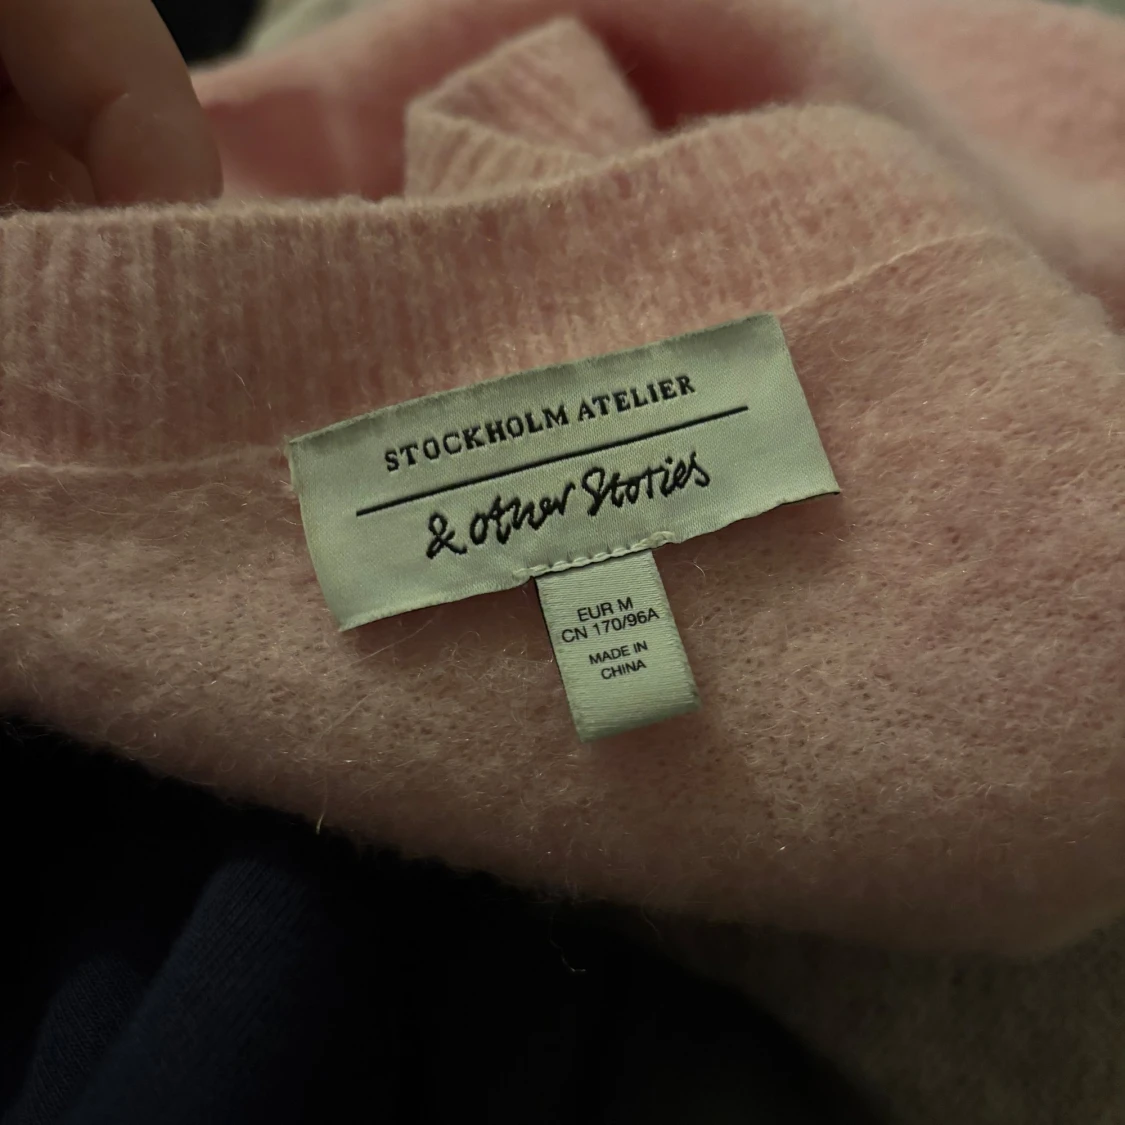 STOCKHOLM ATELIER
& other Stories
EUR M
CN 170/96A
MADE IN
CHINA